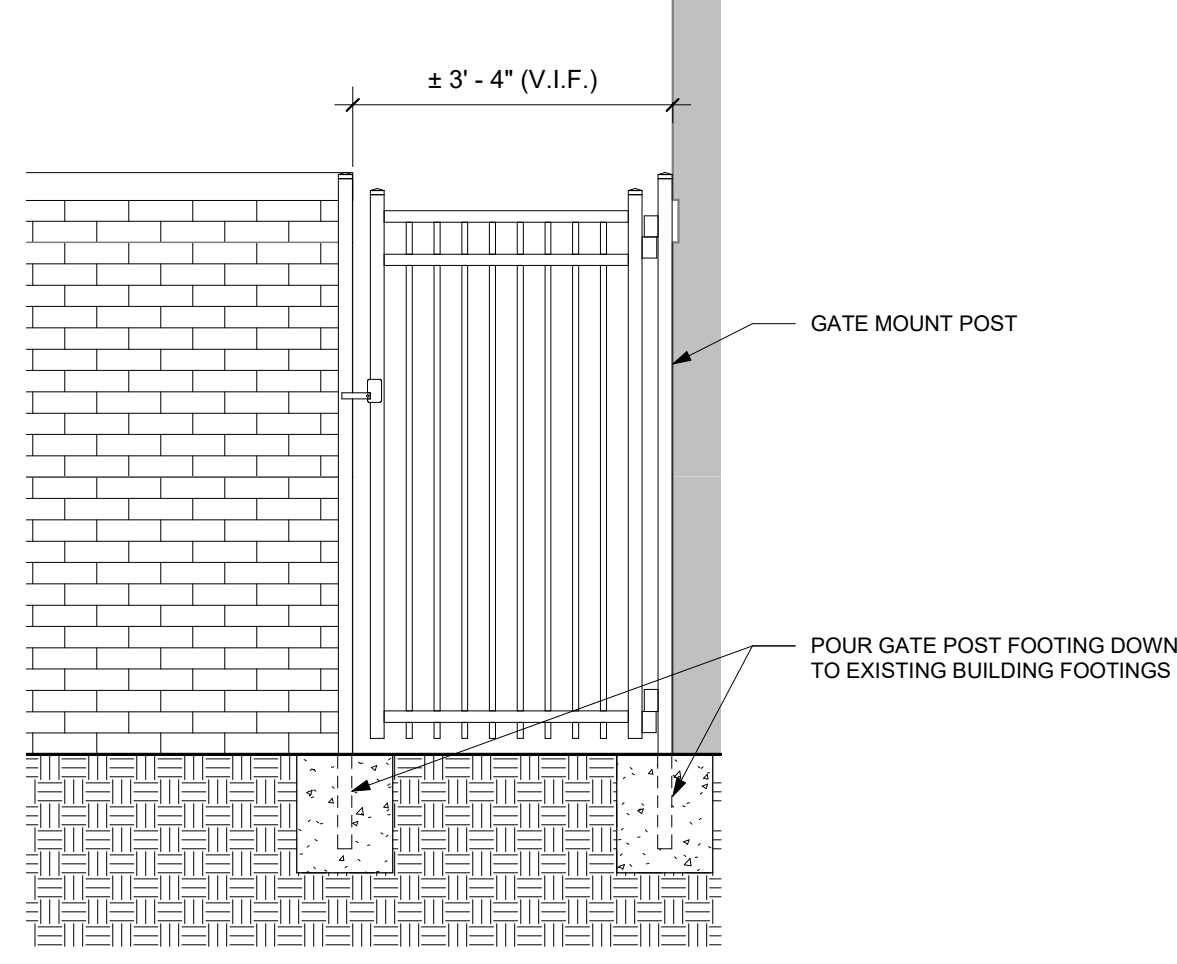 ± 3' - 4" (V.I.F.)
GATE MOUNT POST
POUR GATE POST FOOTING DOWN
TO EXISTING BUILDING FOOTINGS